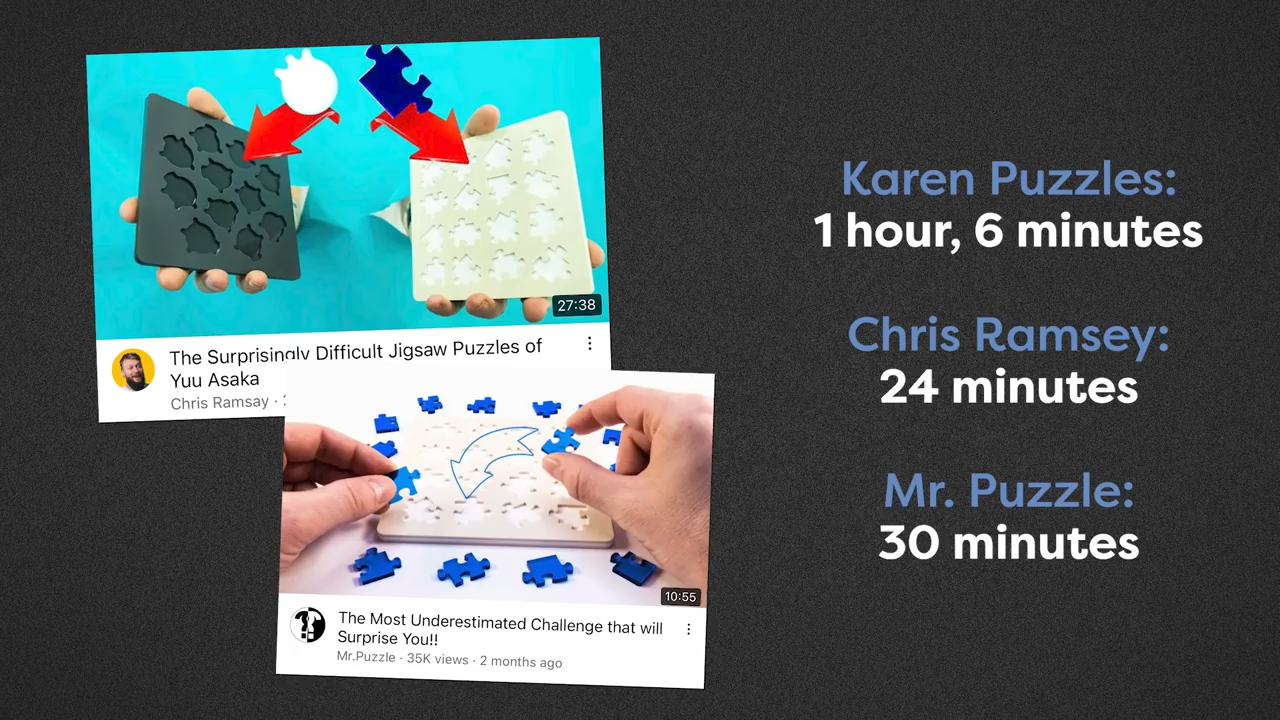 27:38
The Surprisingly Difficult Jigsaw Puzzles of
Yuu Asaka
Chris Ramsay ·
10:55
The Most Underestimated Challenge that will
Surprise You!!
Mr.Puzzle · 35K views · 2 months ago
Karen Puzzles:
1 hour, 6 minutes
Chris Ramsey:
24 minutes
Mr. Puzzle:
30 minutes